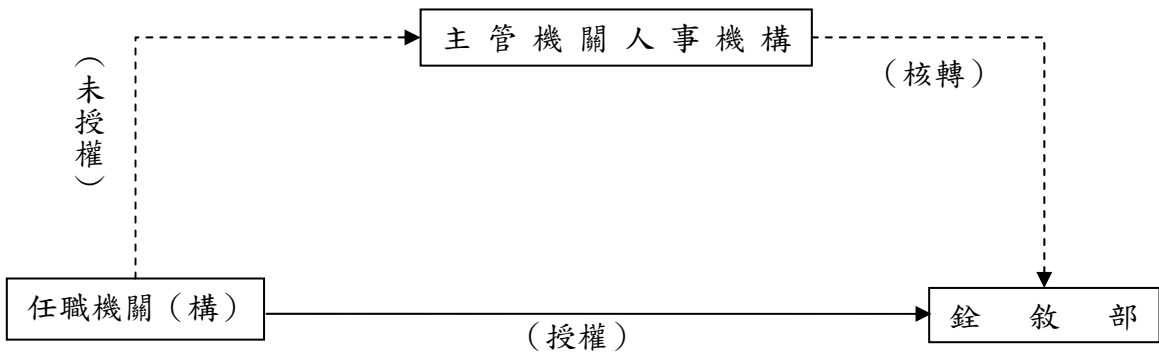 主管機關人事機構
（核轉）
（未授權）
任職機關（構）
（授權）
銓敘部